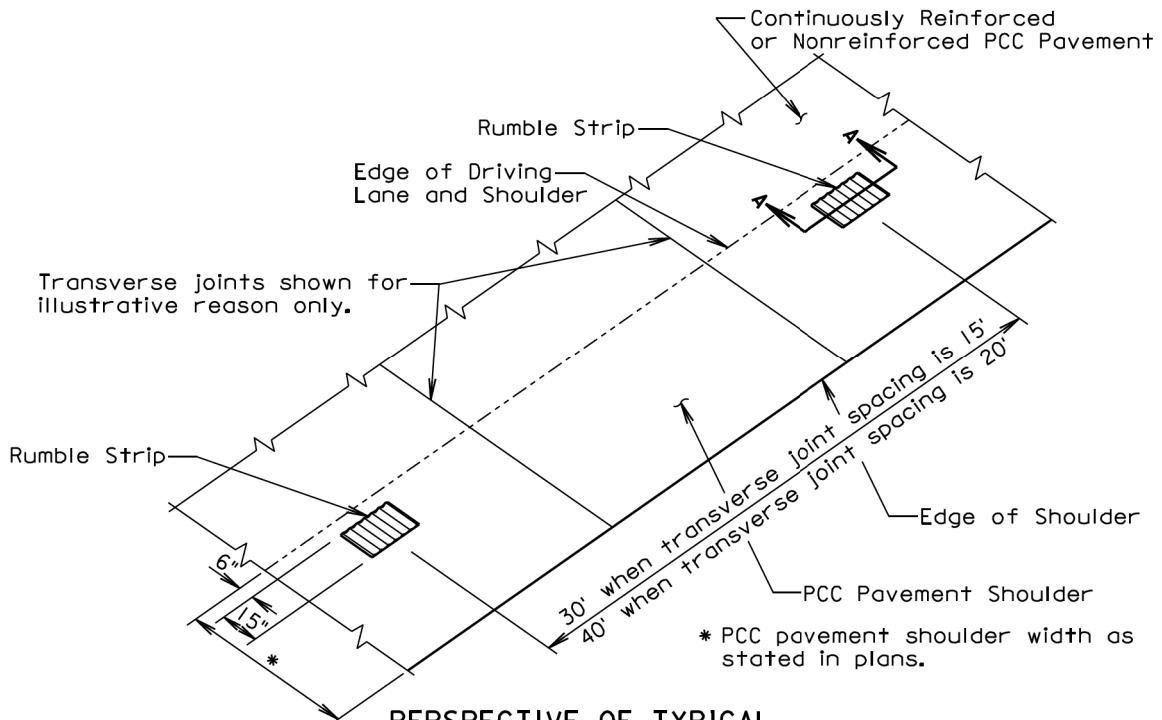 Continuously Reinforced
or Nonreinforced PCC Pavement
Rumble Strip
A
Edge of Driving
Lane and Shoulder
A
Transverse joints shown for
illustrative reason only.
30' when transverse joint spacing is 15'
40' when transverse joint spacing is 20'
Rumble Strip
Edge of Shoulder
6"
15"
PCC Pavement Shoulder
*
* PCC pavement shoulder width as
stated in plans.
PERSPECTIVE OF TYPICAL